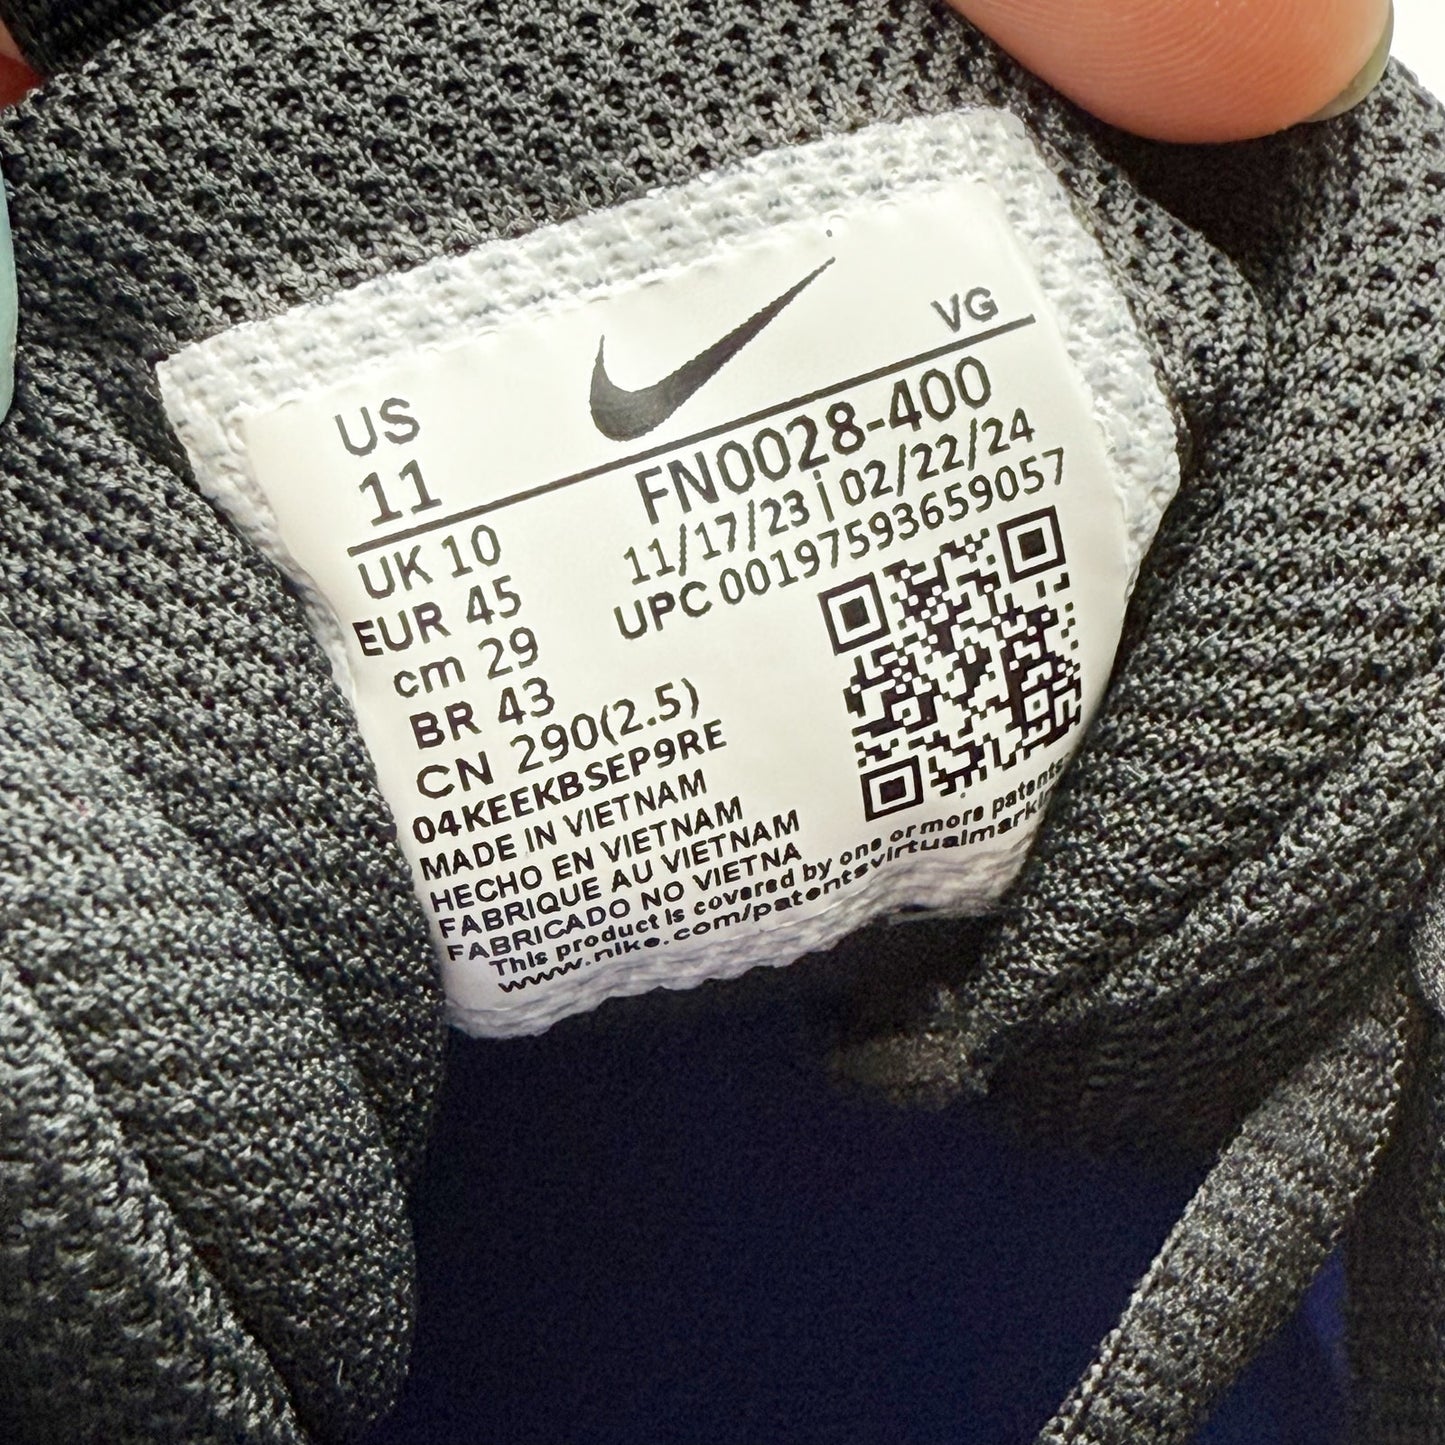 VG
US
11
FN0028-400
11/17/23 | 02/22/24
UPC 00197593659057
UK 10
EUR 45
cm 29
BR 43
CN 290(2.5)
04KEEKBSEP9RE
MADE IN VIETNAM
HECHO EN VIETNAM
FABRIQUE AU VIETNAM
FABRICADO NO VIETNA
This product is covered by one or more patents
www.nike.com/patentsvirtualmarki